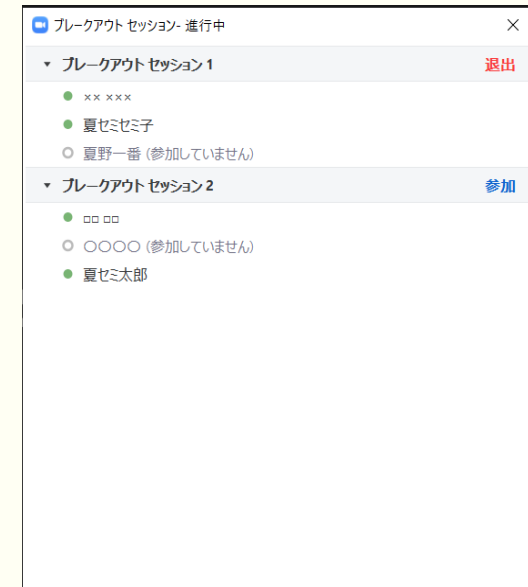 ブレークアウト セッション- 進行中
ブレークアウト セッション 1 退出
×× ×××
夏セミセミ子
夏野一番 (参加していません)
ブレークアウト セッション 2 参加
□□ □□
〇〇〇〇 (参加していません)
夏セミ太郎